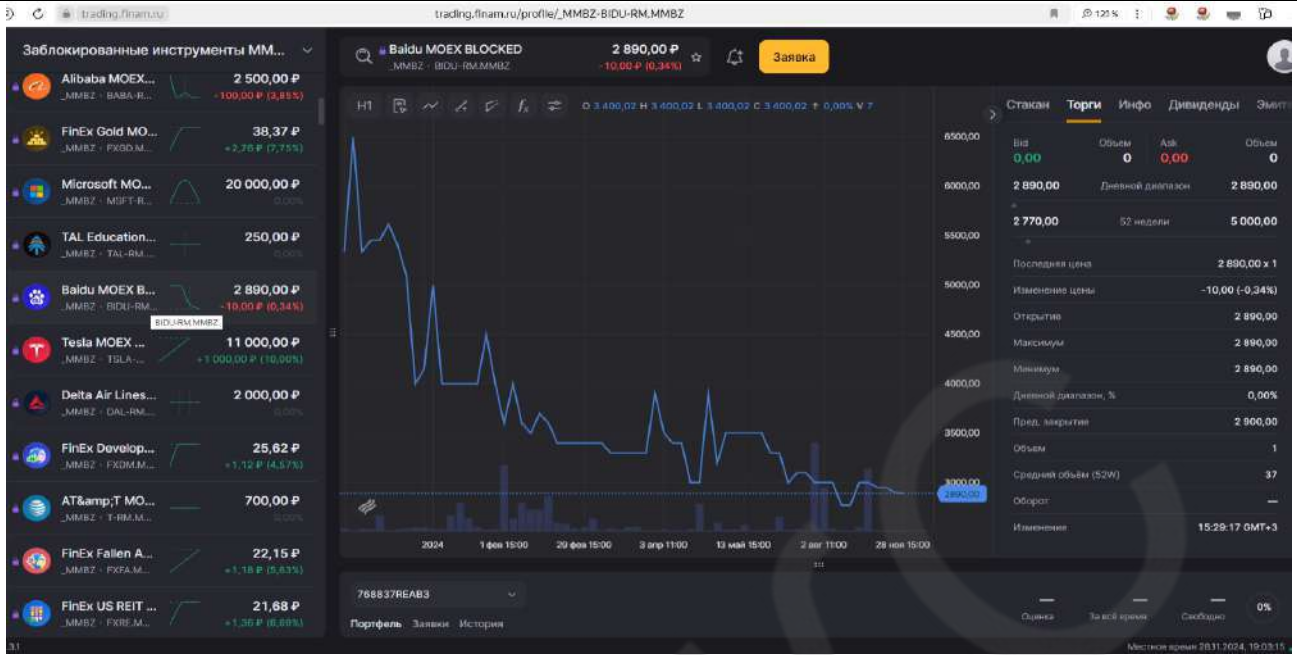 trading.finam.ru
trading.finam.ru/profile/_MMBZ-BIDU-RM,MMBZ
125 %
Заблокированные инструменты ММ...
Alibaba MOEX... 2 500,00 ₽
_MMBZ - BABA-R... -100,00 ₽ (3,85%)
FinEx Gold MO... 38,37 ₽
_MMBZ - FXGD.M... +2,76 ₽ (7,75%)
Microsoft MO... 20 000,00 ₽
_MMBZ - MSFT-R... 0,00%
TAL Education... 250,00 ₽
_MMBZ - TAL-RM.... 0,00%
Baidu MOEX B... 2 890,00 ₽
_MMBZ - BIDU-RM... -10,00 ₽ (0,34%)
BIDU-RM.MMBZ
Tesla MOEX ... 11 000,00 ₽
_MMBZ - TSLA-... +1 000,00 ₽ (10,00%)
Delta Air Lines... 2 000,00 ₽
_MMBZ - DAL-RM.... 0,00%
FinEx Develop... 25,62 ₽
_MMBZ - FXDM.M... +1,12 ₽ (4,57%)
AT&amp;T MO... 700,00 ₽
_MMBZ - T-RM.M... 0,00%
FinEx Fallen A... 22,15 ₽
_MMBZ - FXFA.M... +1,18 ₽ (5,63%)
FinEx US REIT ... 21,68 ₽
_MMBZ - FXRE.M...
3.1
Baidu MOEX BLOCKED 2 890,00 ₽
_MMBZ - BIDU-RM.MMBZ -10,00 ₽ (0,34%)
Заявка
H1 fx O 3 400,02 H 3 400,02 L 3 400,02 C 3 400,02 + 0,00% V 7
6500,00
6000,00
5500,00
5000,00
4500,00
4000,00
3500,00
3000,00
2890,00
2024 1 фев 15:00 29 фев 15:00 3 апр 11:00 13 май 15:00 2 авг 11:00 28 ноя 15:00
Стакан Торги Инфо Дивиденды Эмит
Bid Объем Ask Объем
0,00 0 0,00 0
2 890,00 Дневной диапазон 2 890,00
2 770,00 52 недели 5 000,00
Последняя цена 2 890,00 x 1
Изменение цены -10,00 (-0,34%)
Открытие 2 890,00
Максимум 2 890,00
Минимум 2 890,00
Дневной диапазон, % 0,00%
Пред. закрытие 2 900,00
Объем 1
Средний объём (52W) 37
Оборот —
Изменение 15:29:17 GMT+3
768837REAB3
Портфель Заявки История
— — — 0%
Оценка За всё время Свободно
Местное время 28.11.2024, 19:03:15